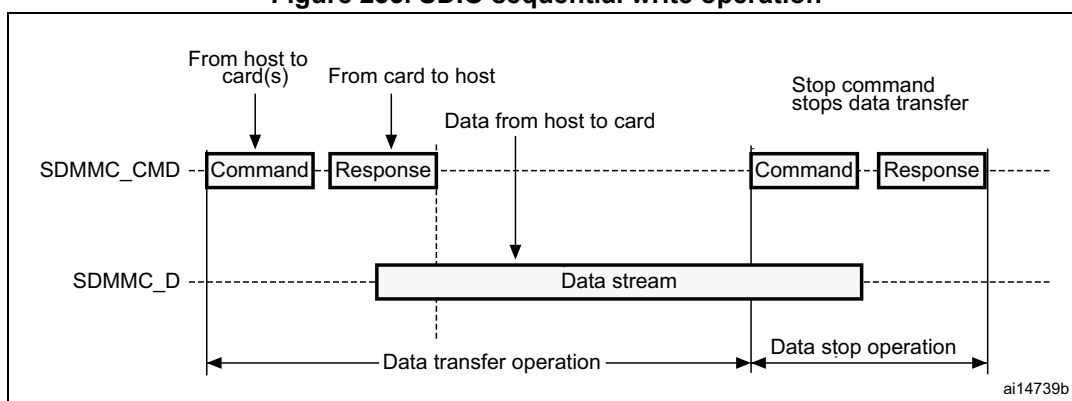 Figure SDIO sequential write operation
From host to
card(s)
From card to host
Stop command
stops data transfer
Data from host to card
SDMMC_CMD
Command
Response
Command
Response
SDMMC_D
Data stream
Data transfer operation
Data stop operation
ai14739b